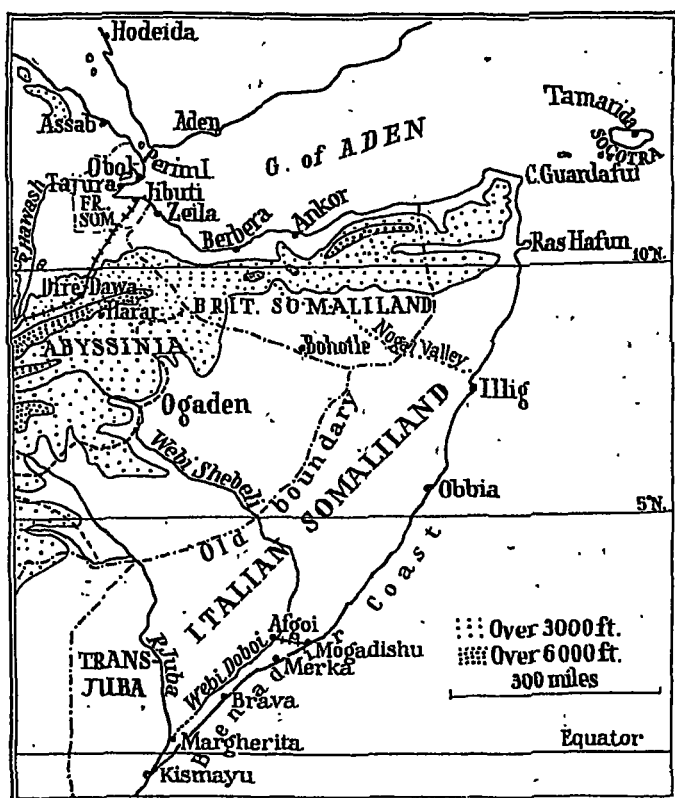 Hodeida
Tamarida
SOCOTRA
Assab
Aden
G. of ADEN
Perim I.
Obok
Tajura
Jibuti
C. Guardafui
FR. SOM.
Zeila
R. Hawash
Berbera
Ankor
Ras Hafun
10°N.
Dire-Dawa
Harar
BRIT. SOMALILAND
ABYSSINIA
Bohotle
Nogal Valley
Illig
Ogaden
Webi Shebeli
Old boundary
ITALIAN SOMALILAND
Obbia
5°N.
Benadir Coast
Afgoi
Mogadishu
Merka
TRANS-
JUBA
R. Juba
Webi Doboi
Brava
Over 3000 ft.
Over 6000 ft.
300 miles
Margherita
Equator
Kismayu